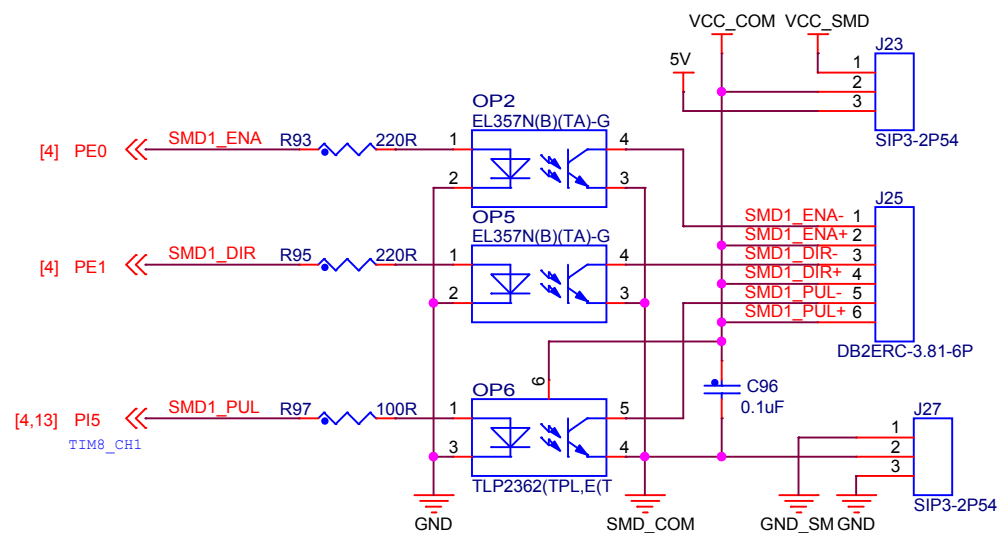 VCC_COM VCC_SMD
5V
J23
1
2
3
SIP3-2P54
OP2
EL357N(B)(TA)-G
[4] PE0 SMD1_ENA R93 220R 1 4
2 3
OP5
EL357N(B)(TA)-G
[4] PE1 SMD1_DIR R95 220R 1 4
2 3
J25
SMD1_ENA- 1
SMD1_ENA+ 2
SMD1_DIR- 3
SMD1_DIR+ 4
SMD1_PUL- 5
SMD1_PUL+ 6
DB2ERC-3.81-6P
6
OP6
C96
0.1uF
[4,13] PI5 SMD1_PUL R97 100R 1 5
TIM8_CH1
3 4
TLP2362(TPL,E(T
J27
1
2
3
SIP3-2P54
GND SMD_COM GND_SM GND